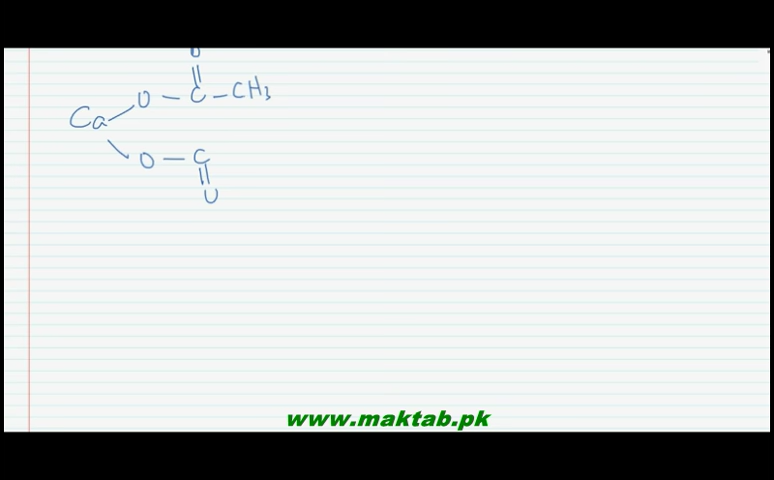 O
||
Ca O — C — CH3
O — C
||
O
www.maktab.pk